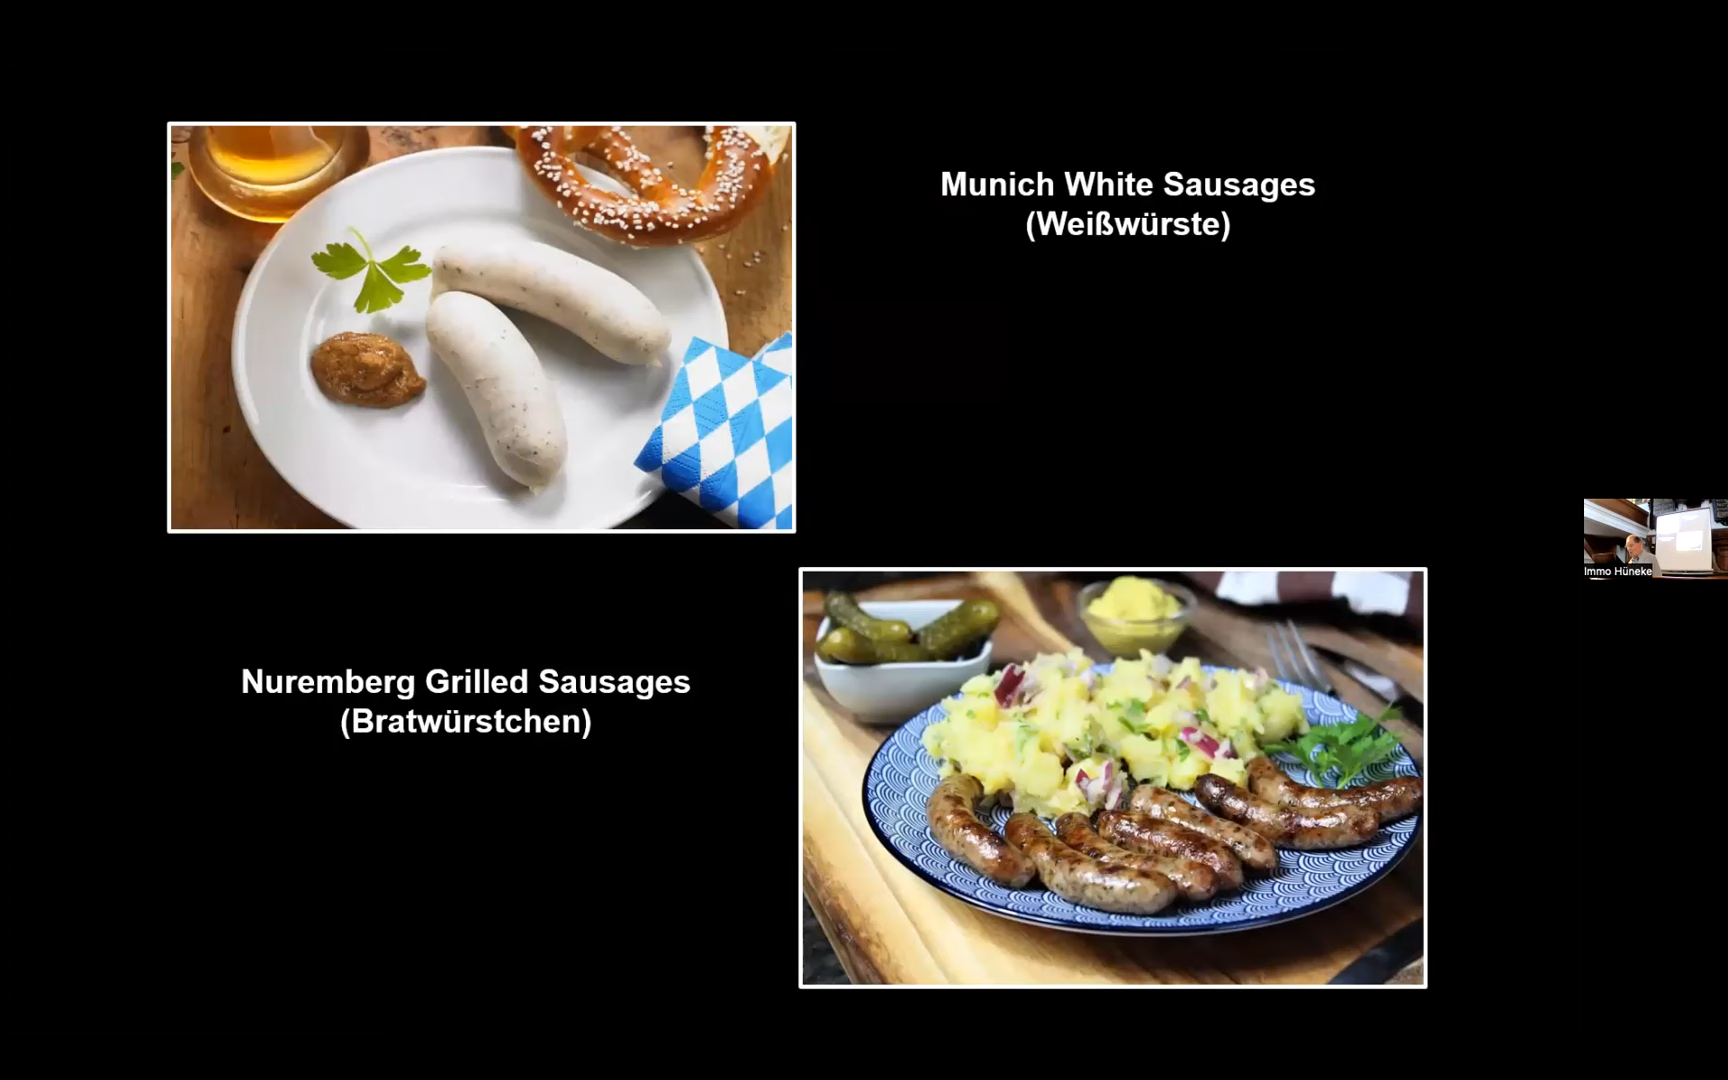 Munich White Sausages
(Weißwürste)
Immo Hüneke
Nuremberg Grilled Sausages
(Bratwürstchen)